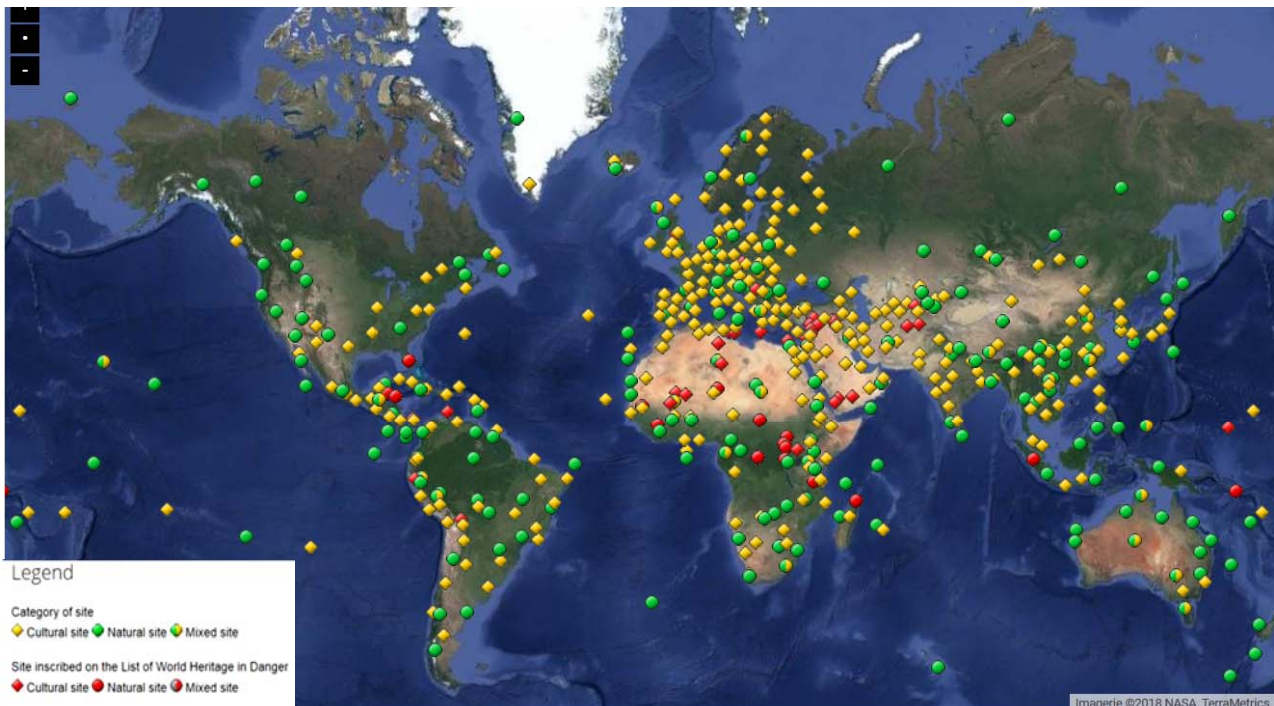 Legend
Category of site
Cultural site Natural site Mixed site
Site inscribed on the List of World Heritage in Danger
Cultural site Natural site Mixed site
Imagerie ©2018 NASA, TerraMetrics